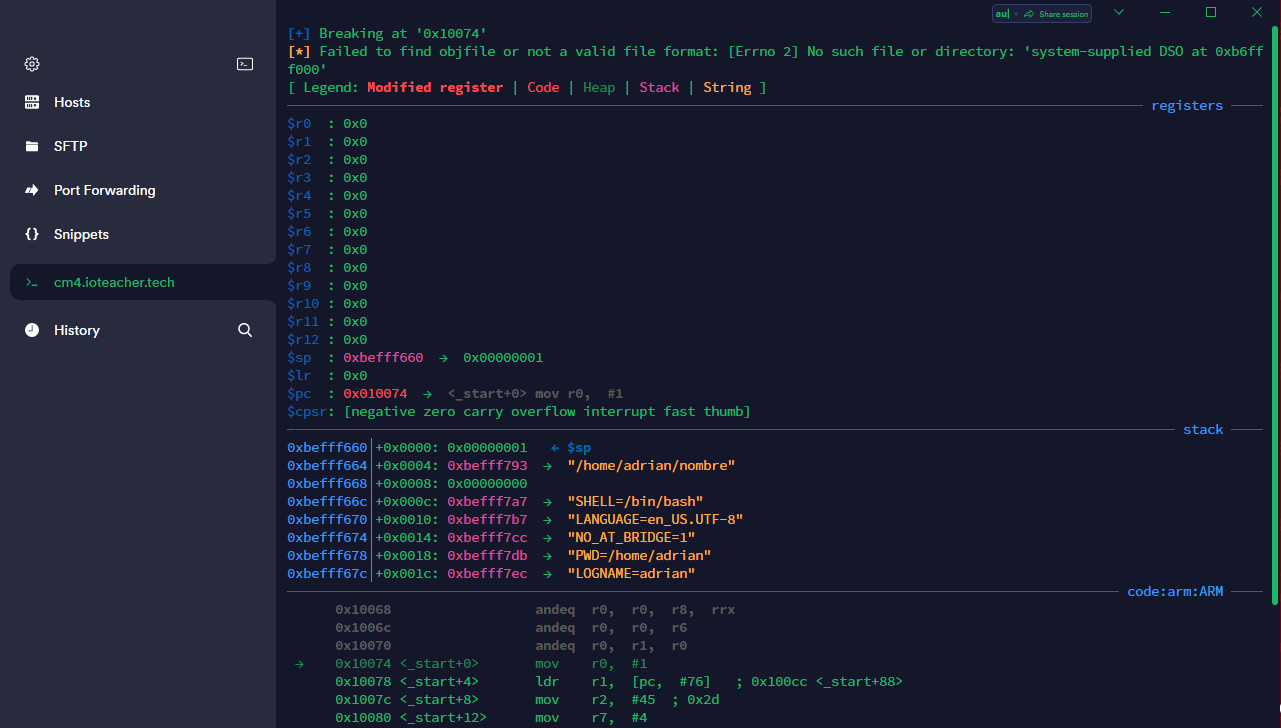 au| Share session
[+] Breaking at '0x10074'
[*] Failed to find objfile or not a valid file format: [Errno 2] No such file or directory: 'system-supplied DSO at 0xb6ff
f000'
[ Legend: Modified register | Code | Heap | Stack | String ]
registers
$r0 : 0x0
$r1 : 0x0
$r2 : 0x0
$r3 : 0x0
$r4 : 0x0
$r5 : 0x0
$r6 : 0x0
$r7 : 0x0
$r8 : 0x0
$r9 : 0x0
$r10 : 0x0
$r11 : 0x0
$r12 : 0x0
$sp : 0xbefff660 → 0x00000001
$lr : 0x0
$pc : 0x010074 → <_start+0> mov r0, #1
$cpsr: [negative zero carry overflow interrupt fast thumb]
stack
0xbefff660│+0x0000: 0x00000001 ← $sp
0xbefff664│+0x0004: 0xbefff793 → "/home/adrian/nombre"
0xbefff668│+0x0008: 0x00000000
0xbefff66c│+0x000c: 0xbefff7a7 → "SHELL=/bin/bash"
0xbefff670│+0x0010: 0xbefff7b7 → "LANGUAGE=en_US.UTF-8"
0xbefff674│+0x0014: 0xbefff7cc → "NO_AT_BRIDGE=1"
0xbefff678│+0x0018: 0xbefff7db → "PWD=/home/adrian"
0xbefff67c│+0x001c: 0xbefff7ec → "LOGNAME=adrian"
code:arm:ARM
0x10068 andeq r0, r0, r8, rrx
0x1006c andeq r0, r0, r6
0x10070 andeq r0, r1, r0
→ 0x10074 <_start+0> mov r0, #1
0x10078 <_start+4> ldr r1, [pc, #76] ; 0x100cc <_start+88>
0x1007c <_start+8> mov r2, #45 ; 0x2d
0x10080 <_start+12> mov r7, #4
Hosts
SFTP
Port Forwarding
Snippets
cm4.ioteacher.tech
History